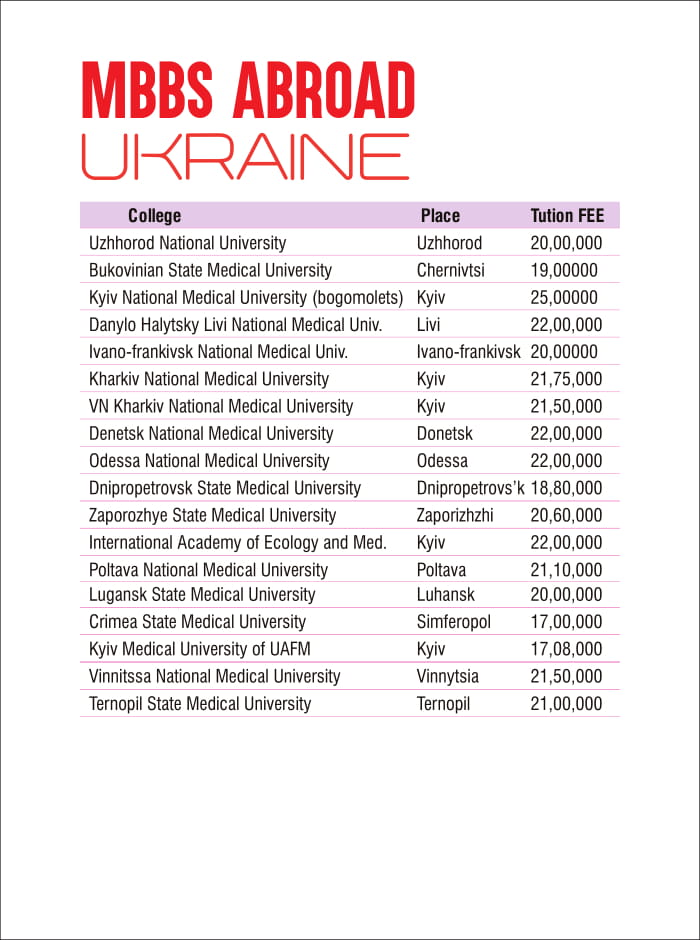 MBBS ABROAD
UKRAINE
College Place Tution FEE
Uzhhorod National University Uzhhorod 20,00,000
Bukovinian State Medical University Chernivtsi 19,00000
Kyiv National Medical University (bogomolets) Kyiv 25,00000
Danylo Halytsky Livi National Medical Univ. Livi 22,00,000
Ivano-frankivsk National Medical Univ. Ivano-frankivsk 20,00000
Kharkiv National Medical University Kyiv 21,75,000
VN Kharkiv National Medical University Kyiv 21,50,000
Denetsk National Medical University Donetsk 22,00,000
Odessa National Medical University Odessa 22,00,000
Dnipropetrovsk State Medical University Dnipropetrovs'k 18,80,000
Zaporozhye State Medical University Zaporizhzhi 20,60,000
International Academy of Ecology and Med. Kyiv 22,00,000
Poltava National Medical University Poltava 21,10,000
Lugansk State Medical University Luhansk 20,00,000
Crimea State Medical University Simferopol 17,00,000
Kyiv Medical University of UAFM Kyiv 17,08,000
Vinnitssa National Medical University Vinnytsia 21,50,000
Ternopil State Medical University Ternopil 21,00,000